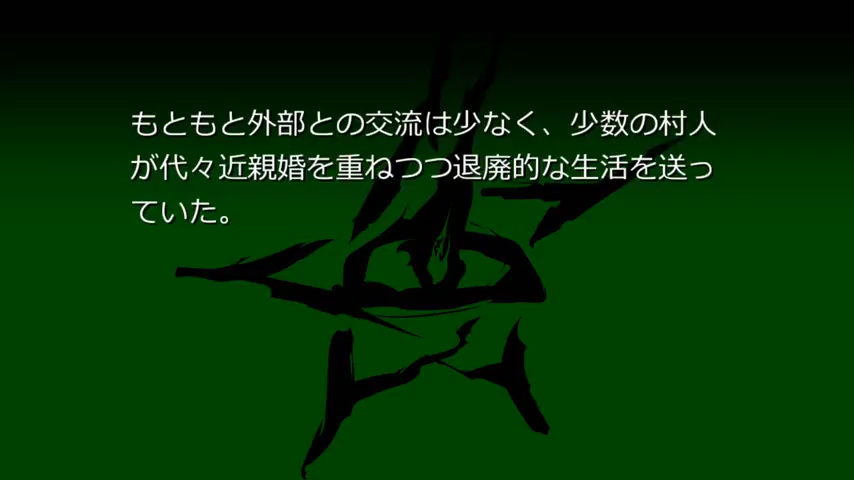 もともと外部との交流は少なく、少数の村人
が代々近親婚を重ねつつ退廃的な生活を送っ
ていた。